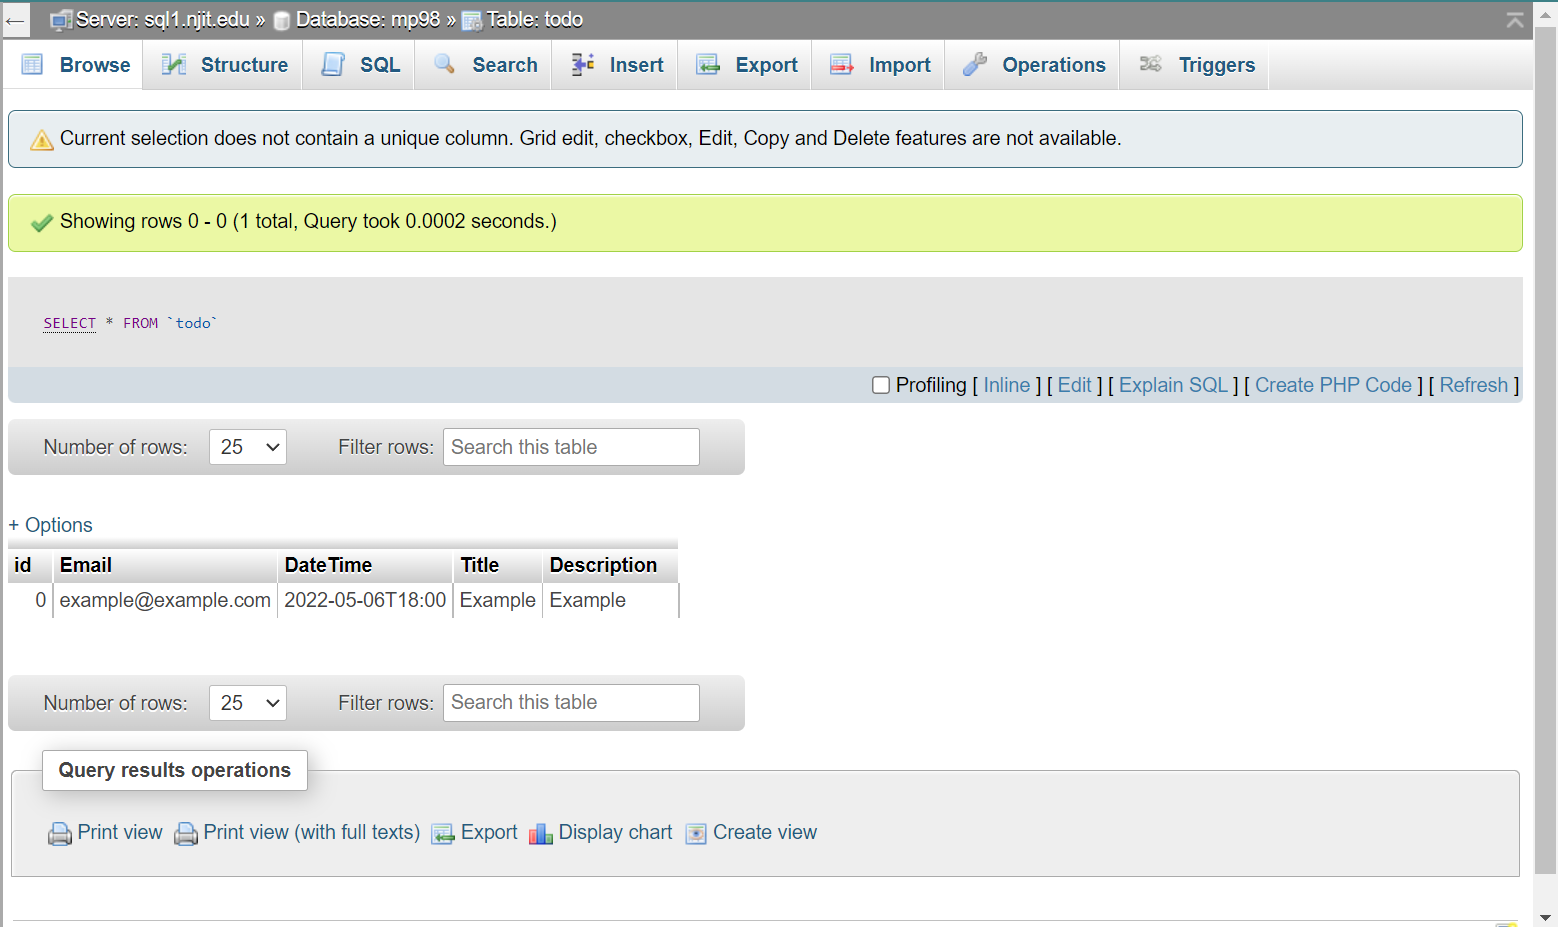 ← Server: sql1.njit.edu » Database: mp98 » Table: todo
Browse Structure SQL Search Insert Export Import Operations Triggers
Current selection does not contain a unique column. Grid edit, checkbox, Edit, Copy and Delete features are not available.
Showing rows 0 - 0 (1 total, Query took 0.0002 seconds.)
SELECT * FROM `todo`
Profiling [ Inline ] [ Edit ] [ Explain SQL ] [ Create PHP Code ] [ Refresh ]
Number of rows: 25 Filter rows: Search this table
+ Options
id Email DateTime Title Description
0 example@example.com 2022-05-06T18:00 Example Example
Number of rows: 25 Filter rows: Search this table
Query results operations
Print view Print view (with full texts) Export Display chart Create view